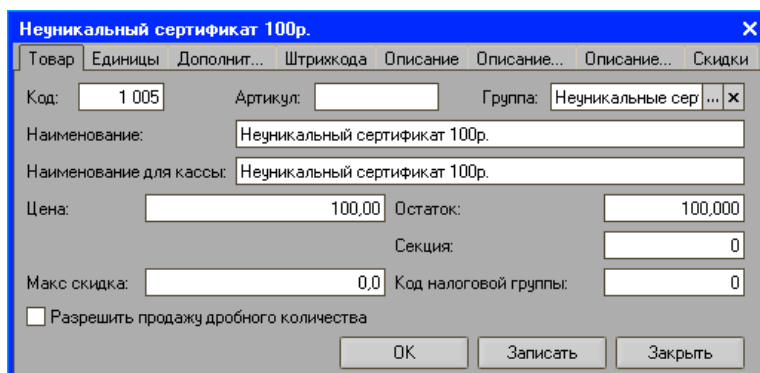 Неуникальный сертификат 100р.
Товар Единицы Дополнит... Штрихкода Описание Описание... Описание... Скидки
Код: 1 005 Артикул: Группа: Неуникальные сер ...
Наименование: Неуникальный сертификат 100р.
Наименование для кассы: Неуникальный сертификат 100р.
Цена: 100,00 Остаток: 100,000
Секция: 0
Макс скидка: 0,0 Код налоговой группы: 0
Разрешить продажу дробного количества
OK Записать Закрыть